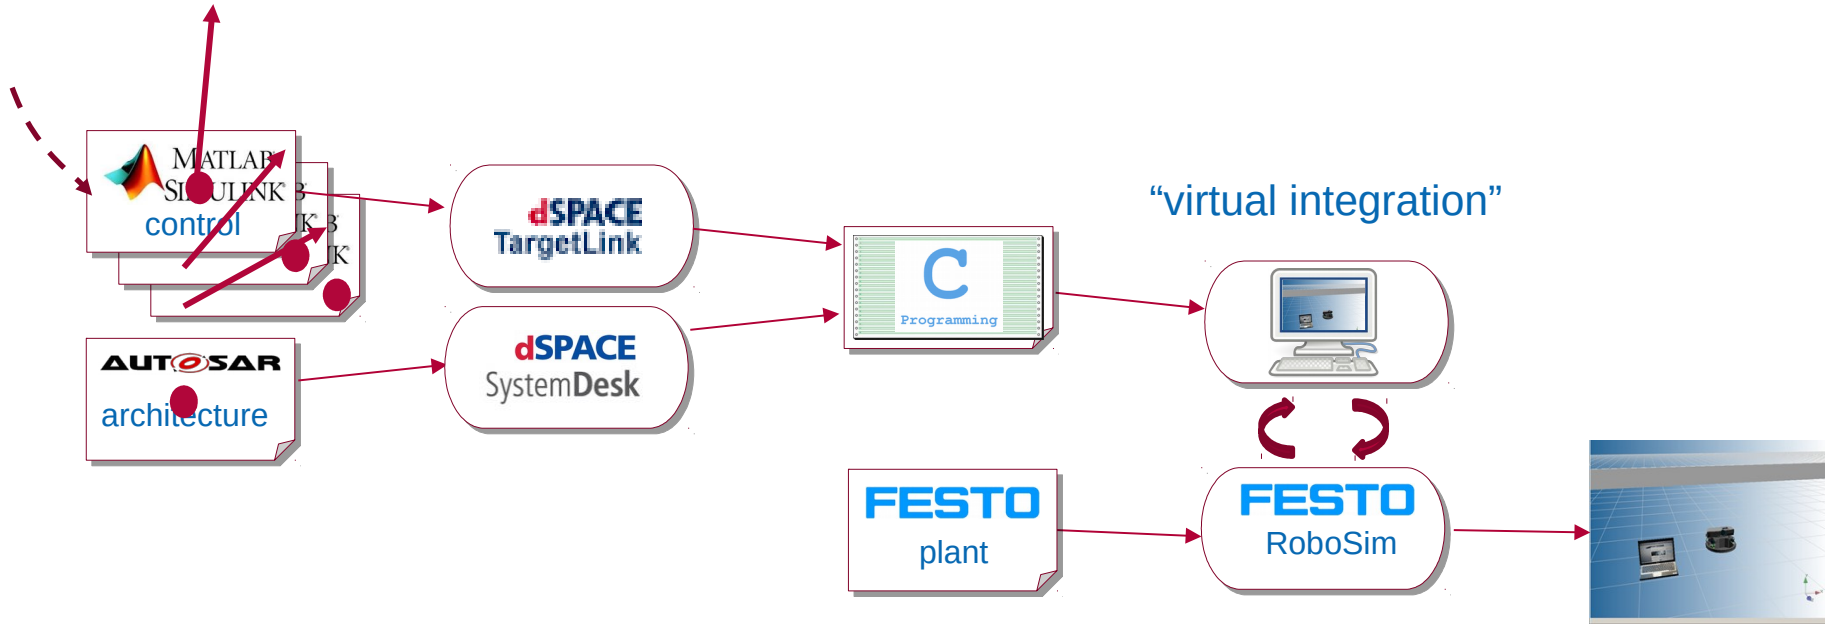 MATLAB
SIMULINK
control
B
K B
K
dSPACE
TargetLink
"virtual integration"
C
Programming
AUTOSAR
architecture
dSPACE
SystemDesk
FESTO
plant
FESTO
RoboSim